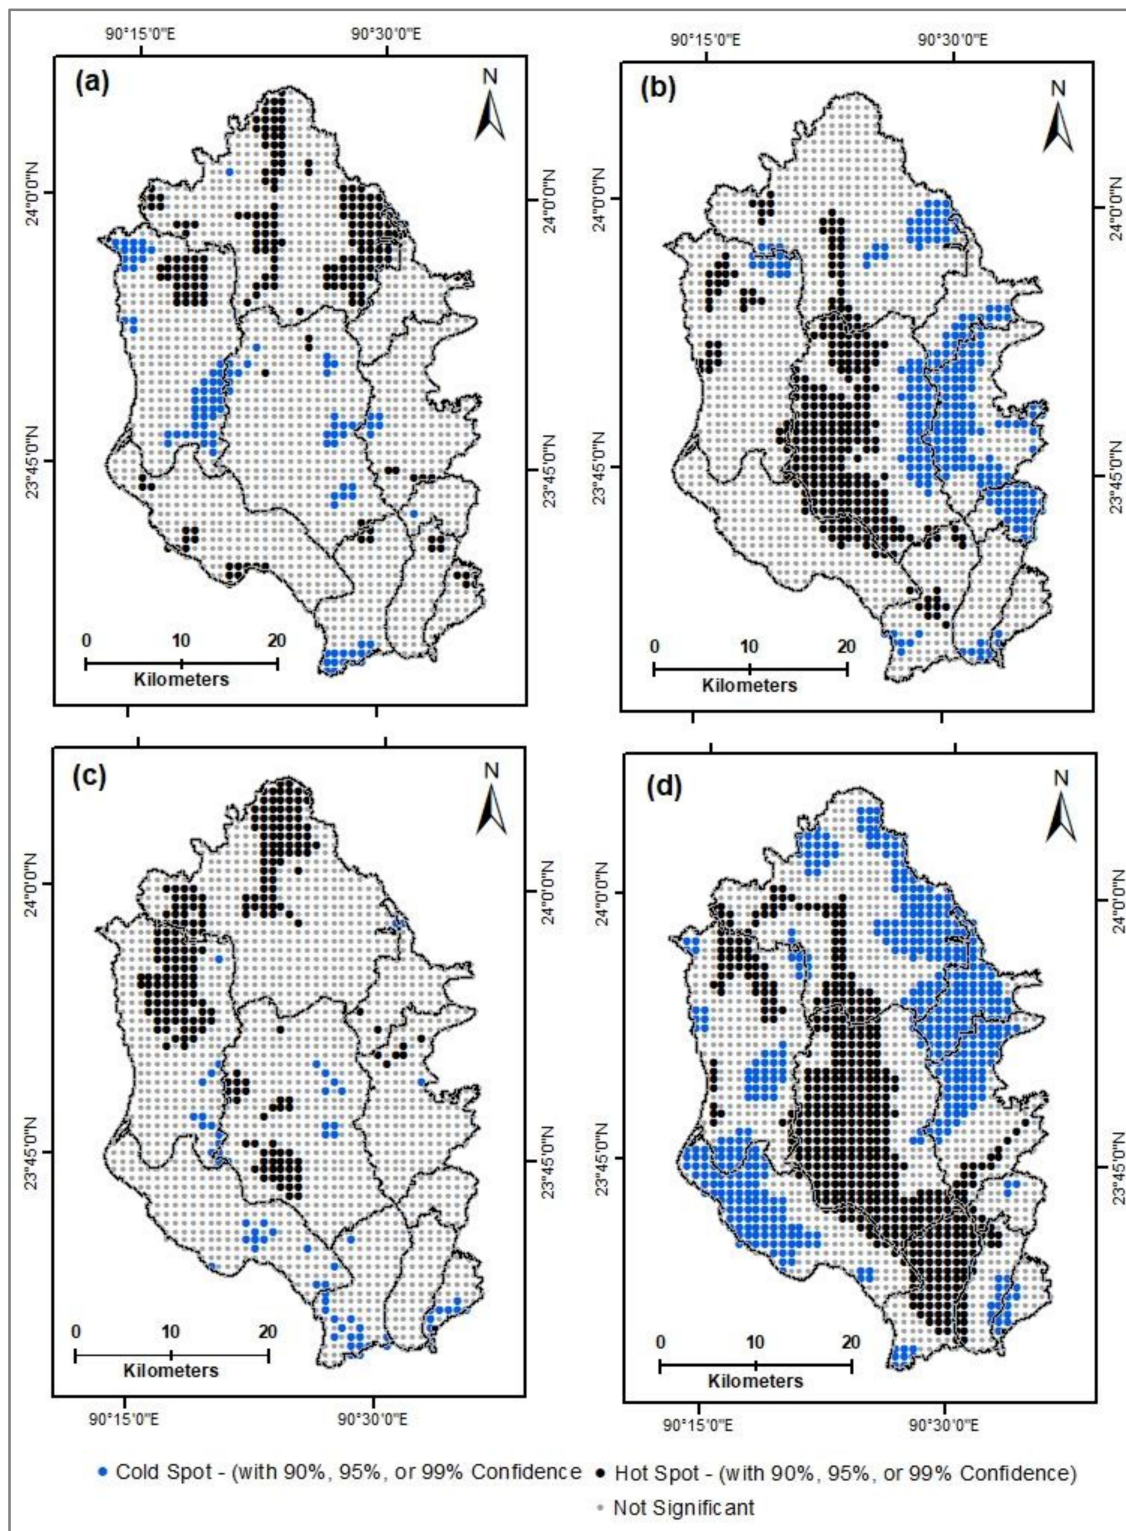 90°15'0"E 90°30'0"E 90°15'0"E 90°30'0"E
(a) N (b) N
24°0'0"N 24°0'0"N 24°0'0"N 24°0'0"N
23°45'0"N 23°45'0"N 23°45'0"N 23°45'0"N
0 10 20 0 10 20
Kilometers Kilometers
(c) N (d) N
24°0'0"N 24°0'0"N 24°0'0"N 24°0'0"N
23°45'0"N 23°45'0"N 23°45'0"N 23°45'0"N
0 10 20 0 10 20
Kilometers Kilometers
90°15'0"E 90°30'0"E 90°15'0"E 90°30'0"E
Cold Spot - (with 90%, 95%, or 99% Confidence Hot Spot - (with 90%, 95%, or 99% Confidence)
Not Significant